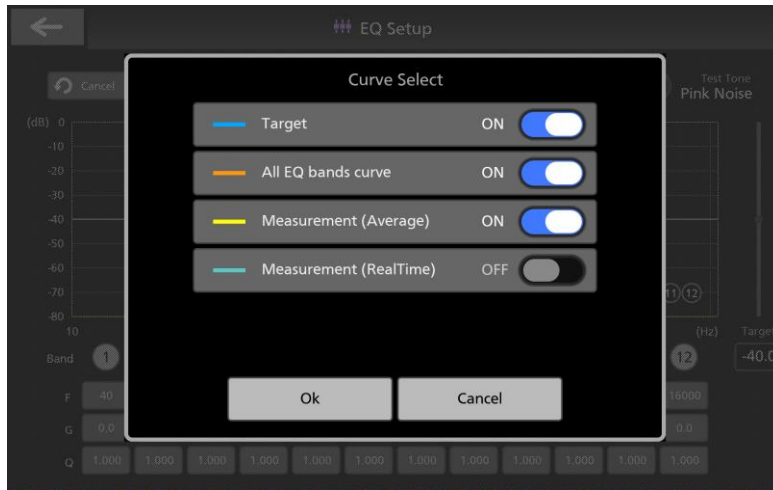 EQ Setup
Curve Select
Cancel
Test Tone
Pink Noise
Target ON
All EQ bands curve ON
Measurement (Average) ON
Measurement (RealTime) OFF
(dB) 0
-10
-20
-30
-40
-50
-60
-70
-80
11 12
10 (Hz) Target
Band 1 12 -40.0
Ok Cancel
F 40 16000
G 0.0 0.0
Q 1.000 1.000 1.000 1.000 1.000 1.000 1.000 1.000 1.000 1.000 1.000 1.000